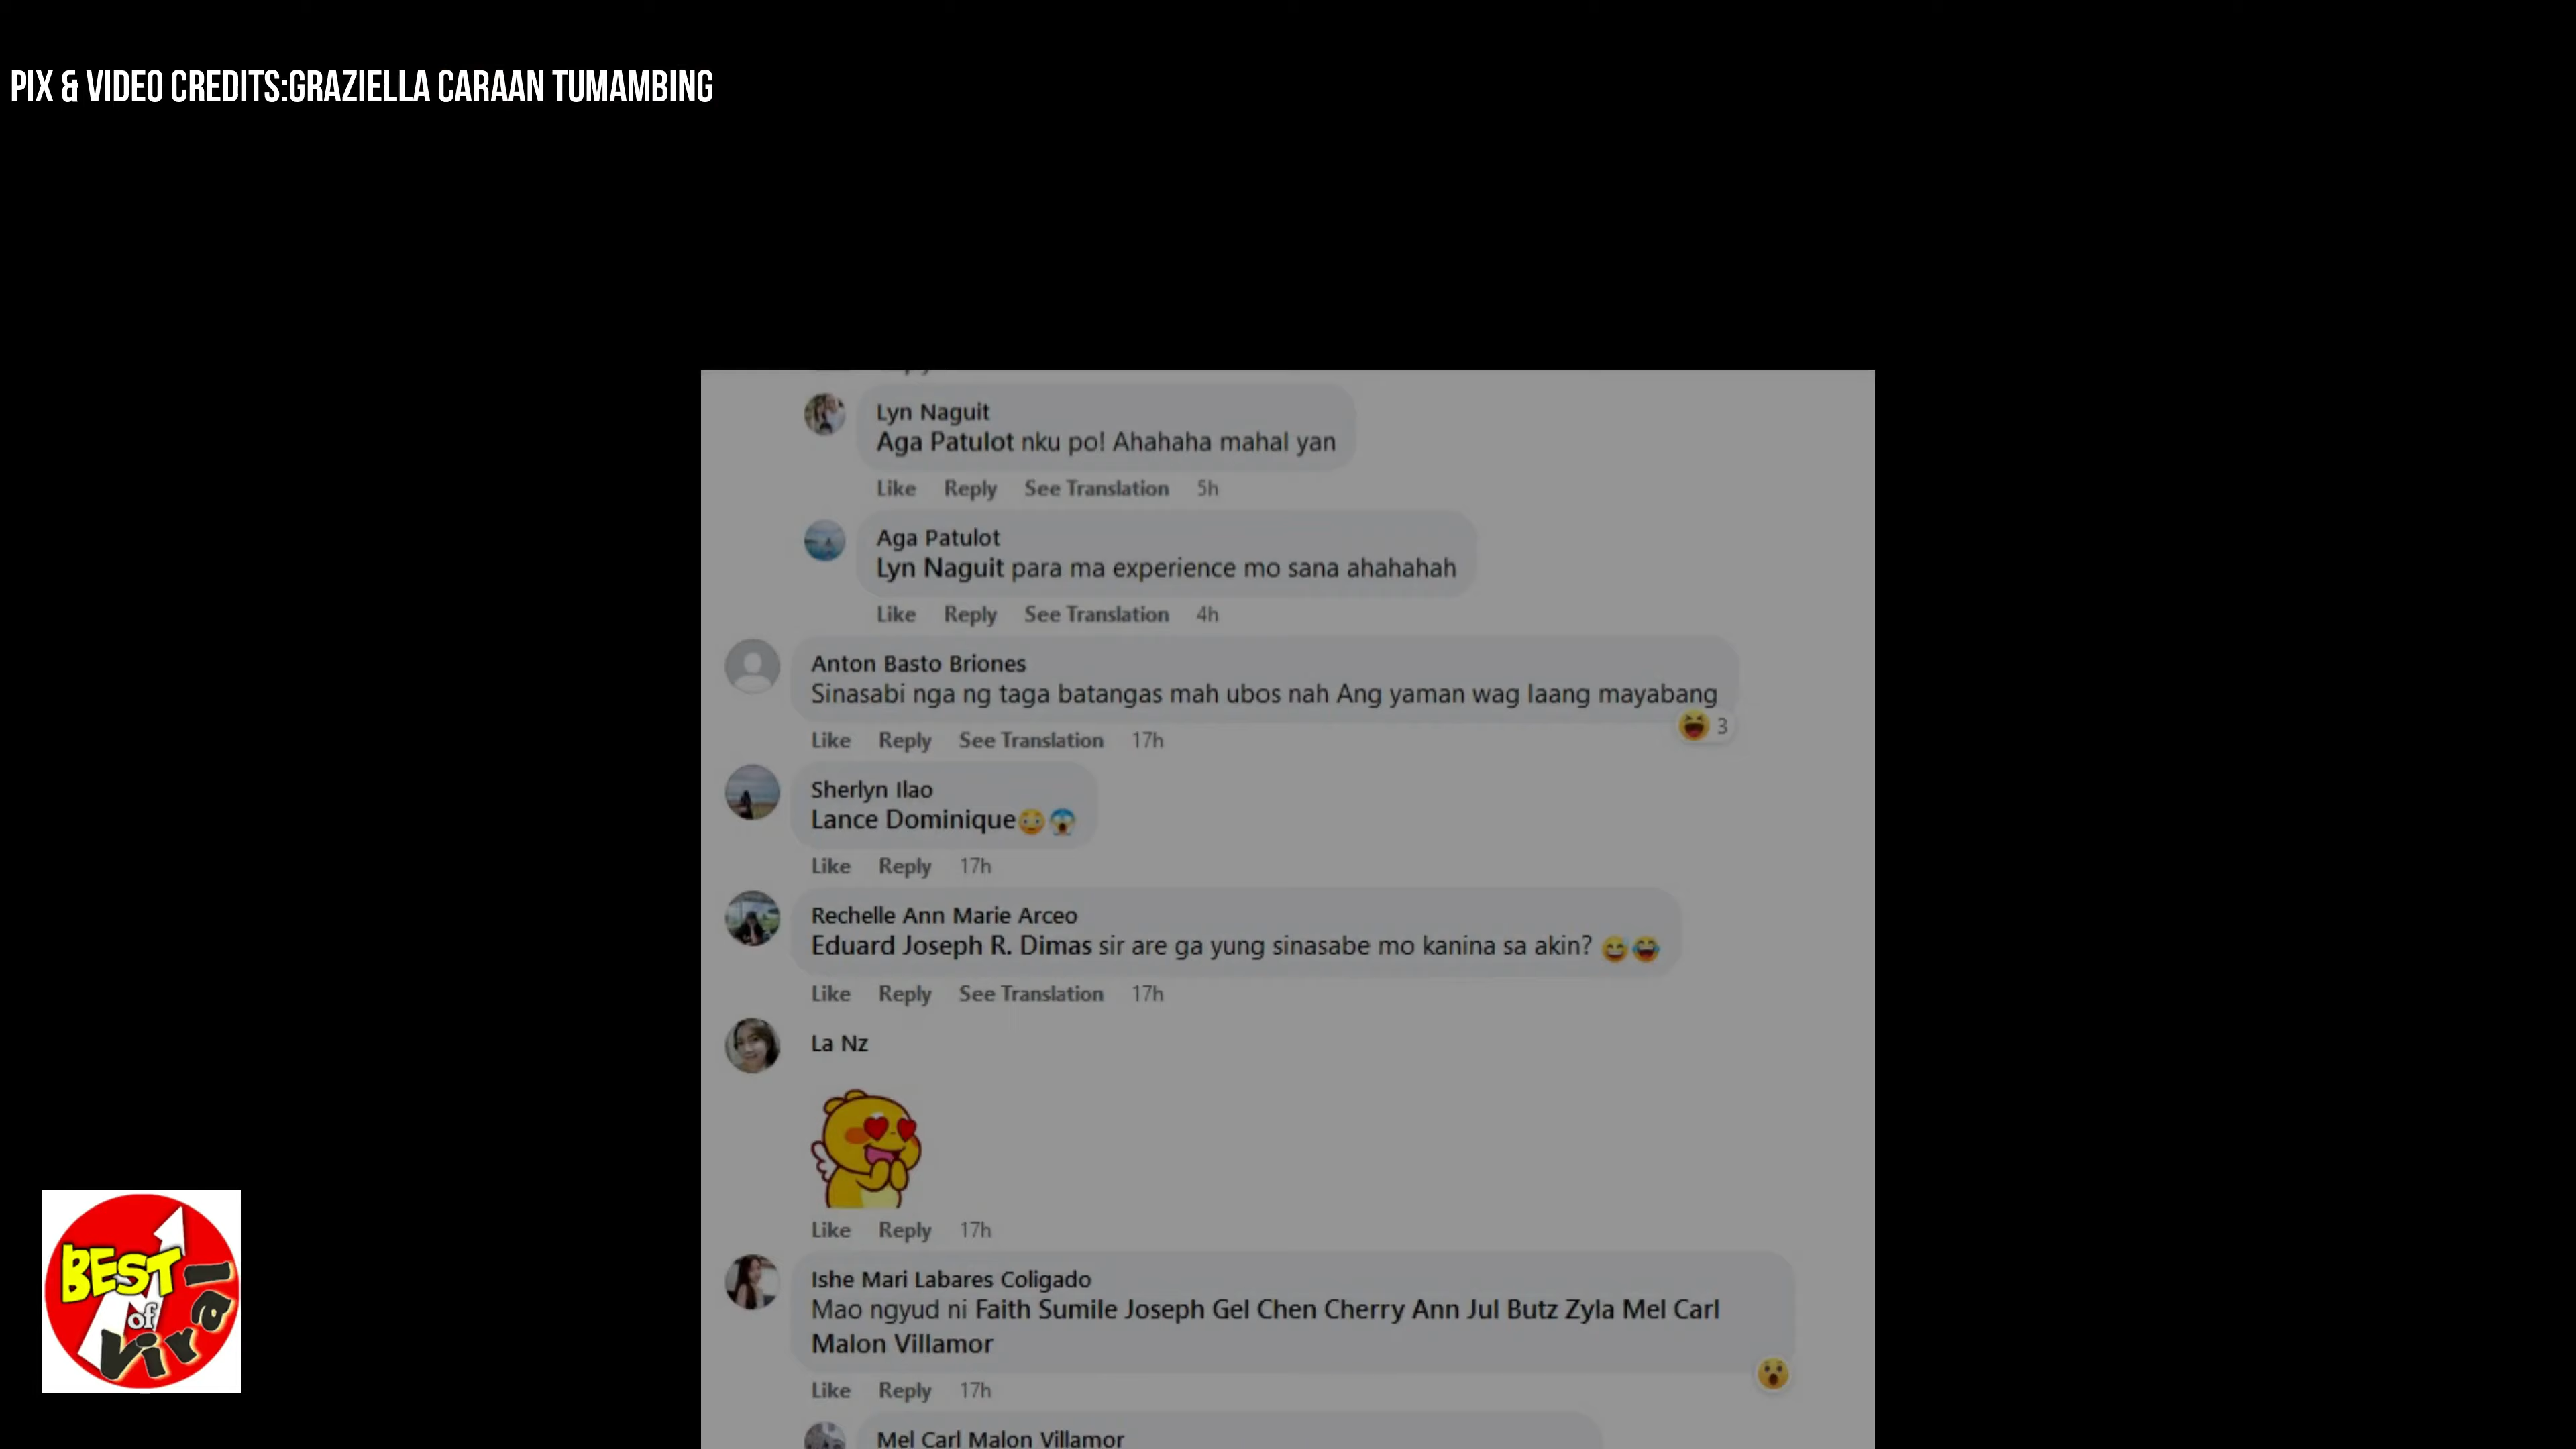 PIX & VIDEO CREDITS:GRAZIELLA CARAAN TUMAMBING
Lyn Naguit
Aga Patulot nku po! Ahahaha mahal yan
Like Reply See Translation 5h
Aga Patulot
Lyn Naguit para ma experience mo sana ahahahah
Like Reply See Translation 4h
Anton Basto Briones
Sinasabi nga ng taga batangas mah ubos nah Ang yaman wag laang mayabang
😆 3
Like Reply See Translation 17h
Sherlyn Ilao
Lance Dominique😳😱
Like Reply 17h
Rechelle Ann Marie Arceo
Eduard Joseph R. Dimas sir are ga yung sinasabe mo kanina sa akin? 😅😂
Like Reply See Translation 17h
La Nz
Like Reply 17h
Ishe Mari Labares Coligado
Mao ngyud ni Faith Sumile Joseph Gel Chen Cherry Ann Jul Butz Zyla Mel Carl
Malon Villamor
😮
Like Reply 17h
Mel Carl Malon Villamor
BEST
of
Viral